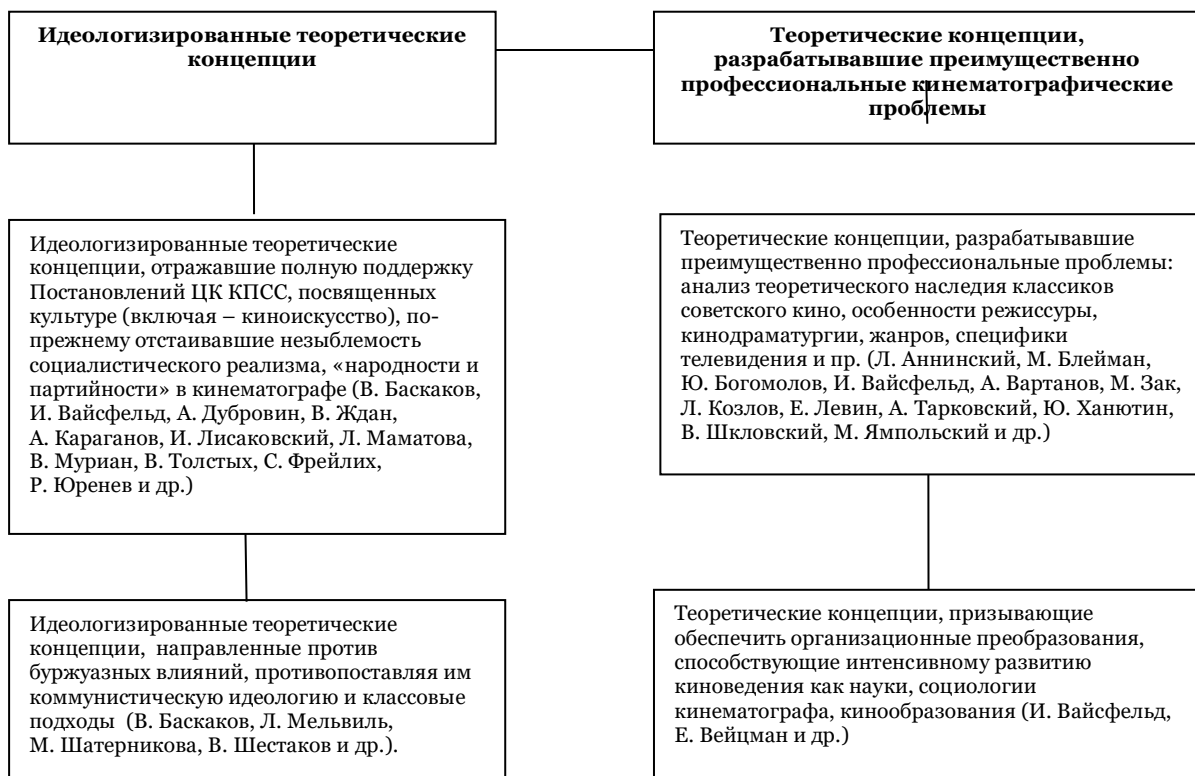 Идеологизированные теоретические
концепции
Теоретические концепции,
разрабатывавшие преимущественно
профессиональные кинематографические
проблемы
Идеологизированные теоретические
концепции, отражавшие полную поддержку
Постановлений ЦК КПСС, посвященных
культуре (включая – киноискусство), по-
прежнему отстаивавшие незыблемость
социалистического реализма, «народности и
партийности» в кинематографе (В. Баскаков,
И. Вайсфельд, А. Дубровин, В. Ждан,
А. Караганов, И. Лисаковский, Л. Маматова,
В. Муриан, В. Толстых, С. Фрейлих,
Р. Юренев и др.)
Теоретические концепции, разрабатывавшие
преимущественно профессиональные проблемы:
анализ теоретического наследия классиков
советского кино, особенности режиссуры,
кинодраматургии, жанров, специфики
телевидения и пр. (Л. Аннинский, М. Блейман,
Ю. Богомолов, И. Вайсфельд, А. Вартанов, М. Зак,
Л. Козлов, Е. Левин, А. Тарковский, Ю. Ханютин,
В. Шкловский, М. Ямпольский и др.)
Идеологизированные теоретические
концепции, направленные против
буржуазных влияний, противопоставляя им
коммунистическую идеологию и классовые
подходы (В. Баскаков, Л. Мельвиль,
М. Шатерникова, В. Шестаков и др.).
Теоретические концепции, призывающие
обеспечить организационные преобразования,
способствующие интенсивному развитию
киноведения как науки, социологии
кинематографа, кинообразования (И. Вайсфельд,
Е. Вейцман и др.)